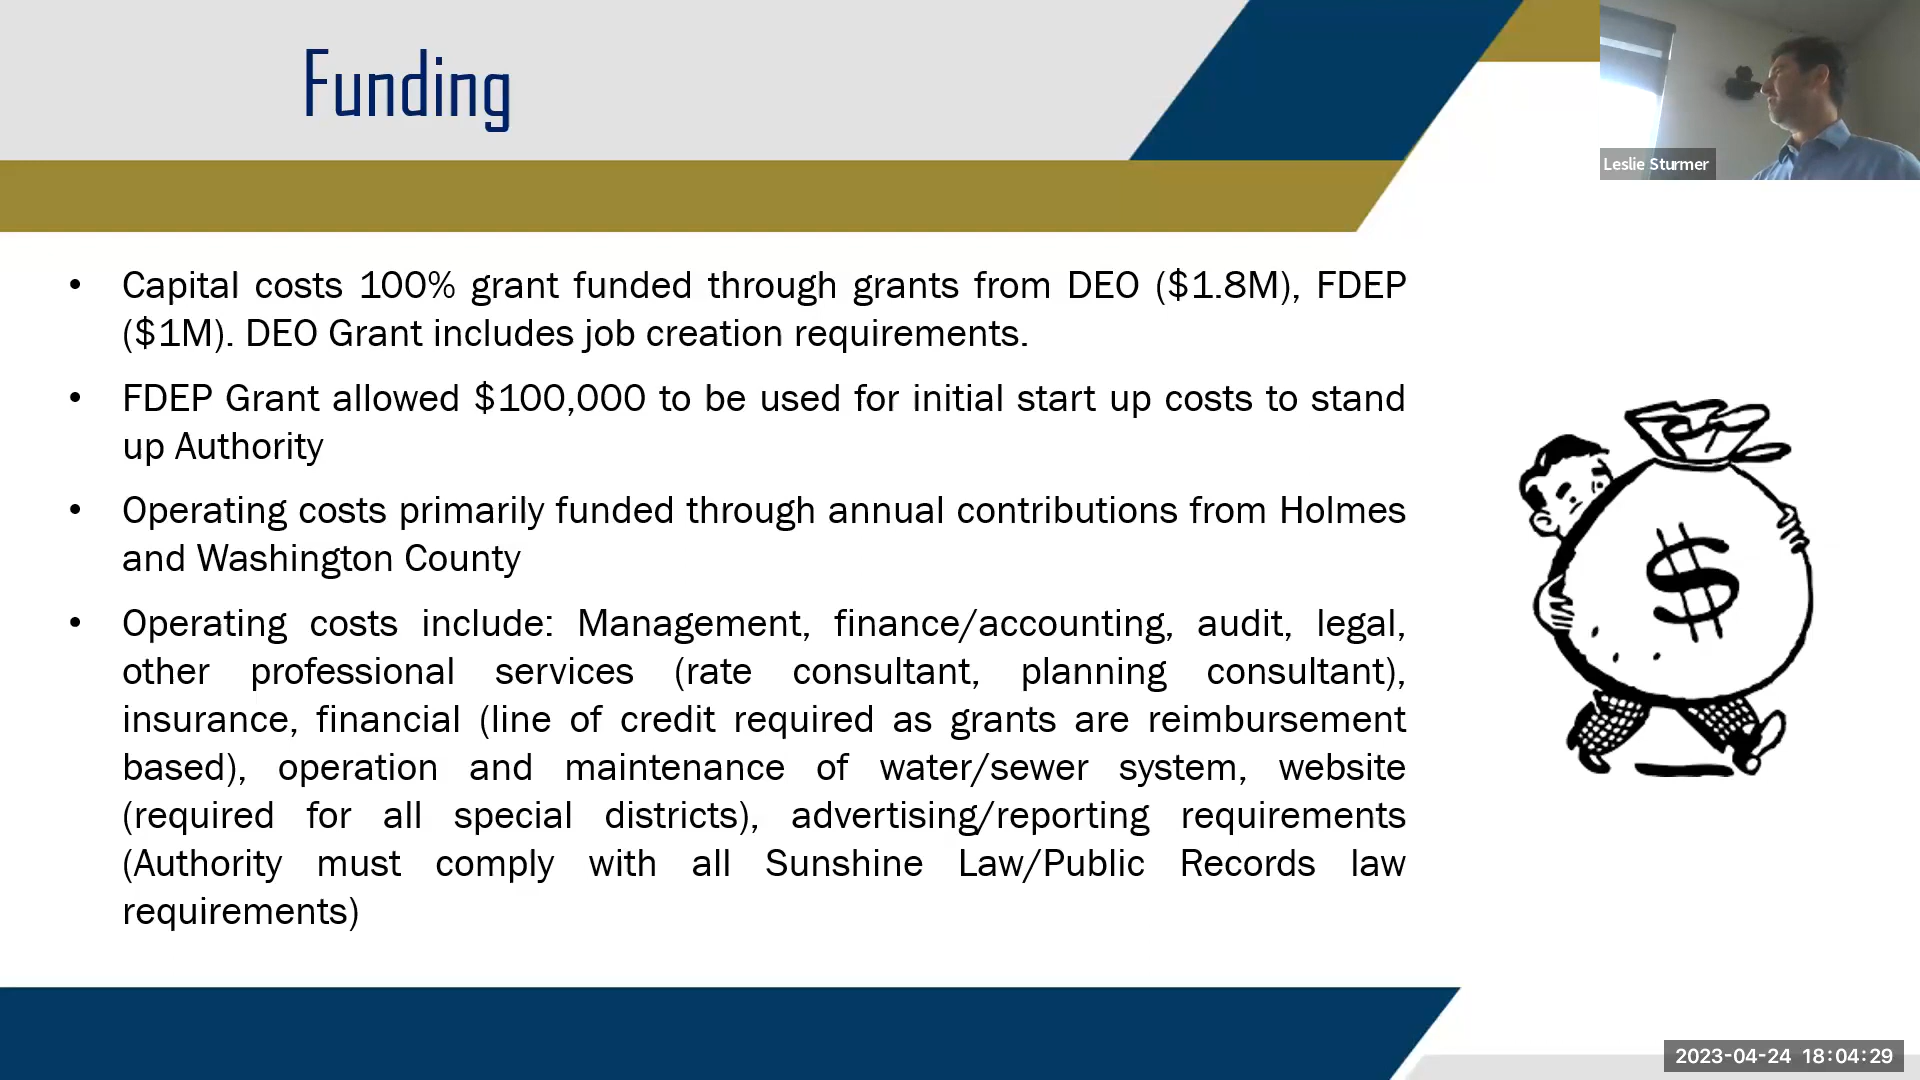 Funding
Leslie Sturmer
• Capital costs 100% grant funded through grants from DEO ($1.8M), FDEP
($1M). DEO Grant includes job creation requirements.
• FDEP Grant allowed $100,000 to be used for initial start up costs to stand
up Authority
• Operating costs primarily funded through annual contributions from Holmes
and Washington County
• Operating costs include: Management, finance/accounting, audit, legal,
other professional services (rate consultant, planning consultant),
insurance, financial (line of credit required as grants are reimbursement
based), operation and maintenance of water/sewer system, website
(required for all special districts), advertising/reporting requirements
(Authority must comply with all Sunshine Law/Public Records law
requirements)
$
2023-04-24 18:04:29